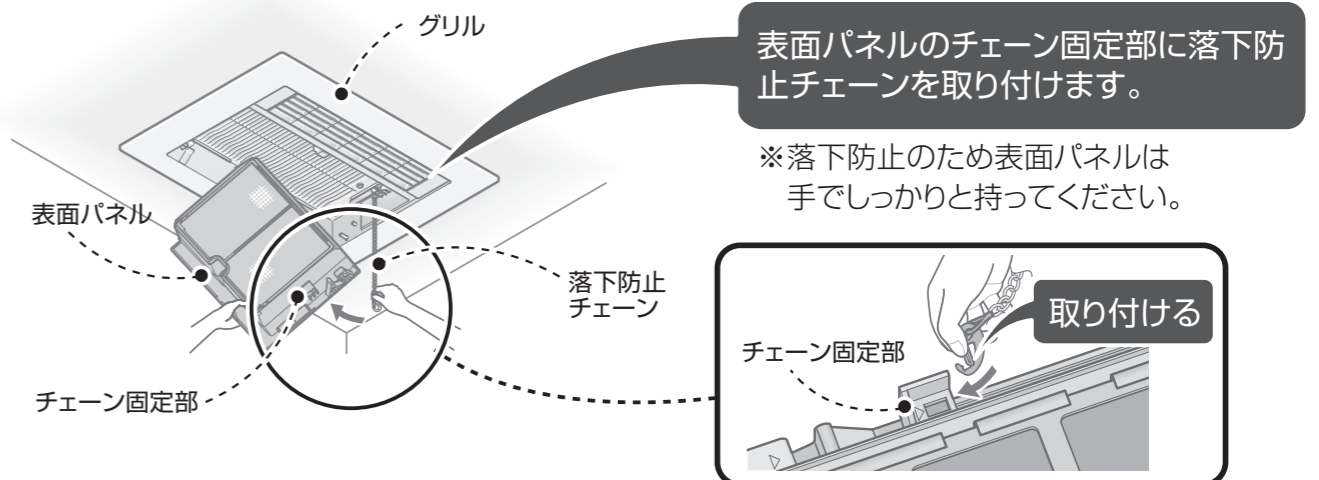 グリル
表面パネルのチェーン固定部に落下防
止チェーンを取り付けます。
※落下防止のため表面パネルは
手でしっかりと持ってください。
表面パネル
落下防止
チェーン
チェーン固定部
取り付ける
チェーン固定部